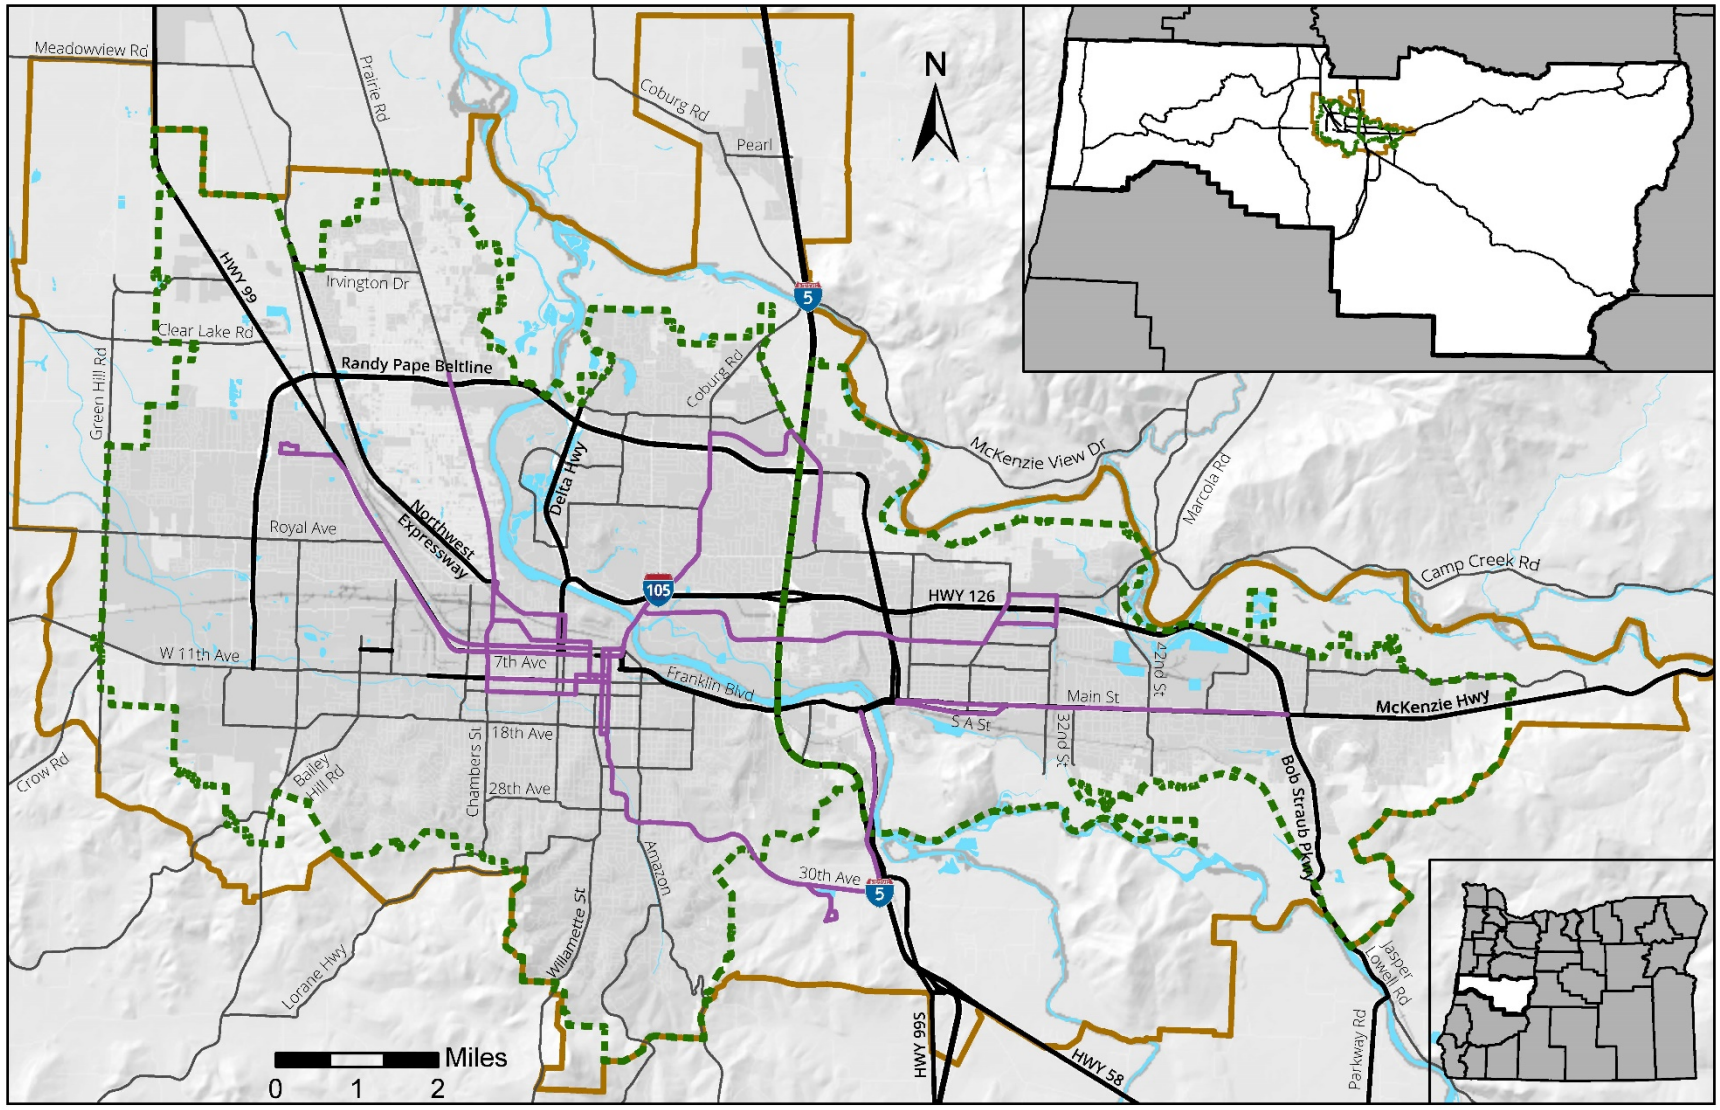 Meadowview Rd
Prairie Rd
Coburg Rd
Pearl
N
HWY 99
Irvington Dr
5
Clear Lake Rd
Green Hill Rd
Randy Pape Beltline
Coburg Rd
McKenzie View Dr
Marcola Rd
Delta Hwy
Royal Ave
Northwest
Expressway
105
HWY 126
Camp Creek Rd
W 11th Ave
7th Ave
Franklin Blvd
42nd St
Main St
McKenzie Hwy
S A St
32nd St
18th Ave
Chambers St
Crow Rd
Bailey
Hill Rd
28th Ave
Bob Straub Pkwy
Amazon
30th Ave
5
Willamette St
Lorane Hwy
Jasper
Lowell Rd
HWY 99S
HWY 58
Parkway Rd
Miles
0 1 2